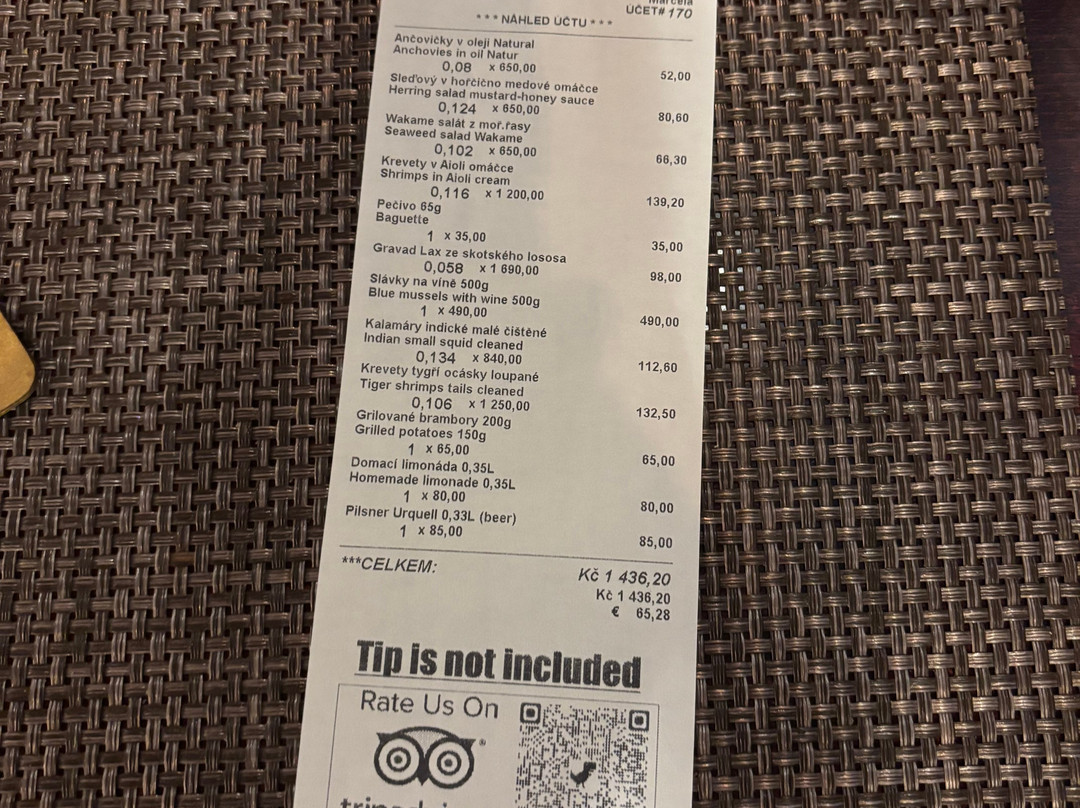 ÚČET# 170
*** NÁHLED ÚČTU ***
Ančovičky v oleji Natural
Anchovies in oil Natur
0,08 x 650,00 52,00
Sleďový v hořčično medové omáčce
Herring salad mustard-honey sauce
0,124 x 650,00 80,60
Wakame salát z moř.řasy
Seaweed salad Wakame
0,102 x 650,00 66,30
Krevety v Aioli omáčce
Shrimps in Aioli cream
0,116 x 1 200,00 139,20
Pečivo 65g
Baguette
1 x 35,00 35,00
Gravad Lax ze skotského lososa
0,058 x 1 690,00 98,00
Slávky na víně 500g
Blue mussels with wine 500g
1 x 490,00 490,00
Kalamáry indické malé čištěné
Indian small squid cleaned
0,134 x 840,00 112,60
Krevety tygří ocásky loupané
Tiger shrimps tails cleaned
0,106 x 1 250,00 132,50
Grilované brambory 200g
Grilled potatoes 150g
1 x 65,00 65,00
Domací limonáda 0,35L
Homemade limonade 0,35L
1 x 80,00 80,00
Pilsner Urquell 0,33L (beer)
1 x 85,00 85,00
***CELKEM: Kč 1 436,20
Kč 1 436,20
€ 65,28
Tip is not included
Rate Us On